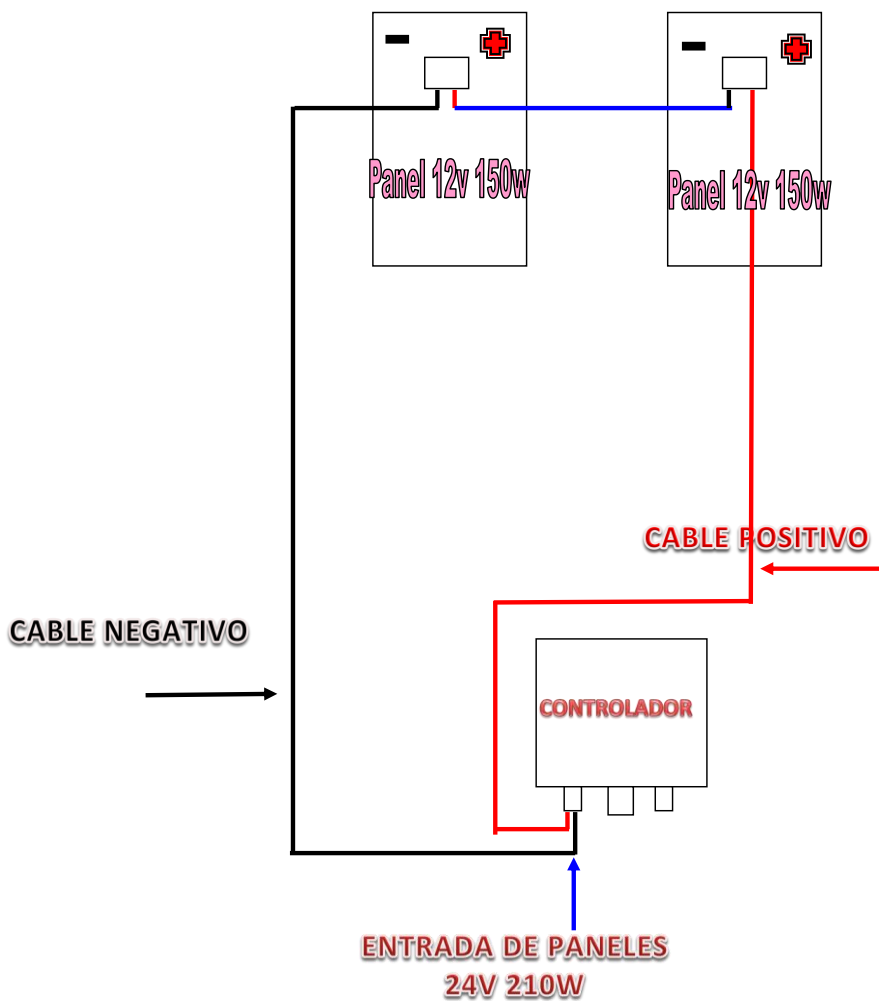 Panel 12v 150w
Panel 12v 150w
CABLE POSITIVO
CABLE NEGATIVO
CONTROLADOR
ENTRADA DE PANELES
24V 210W